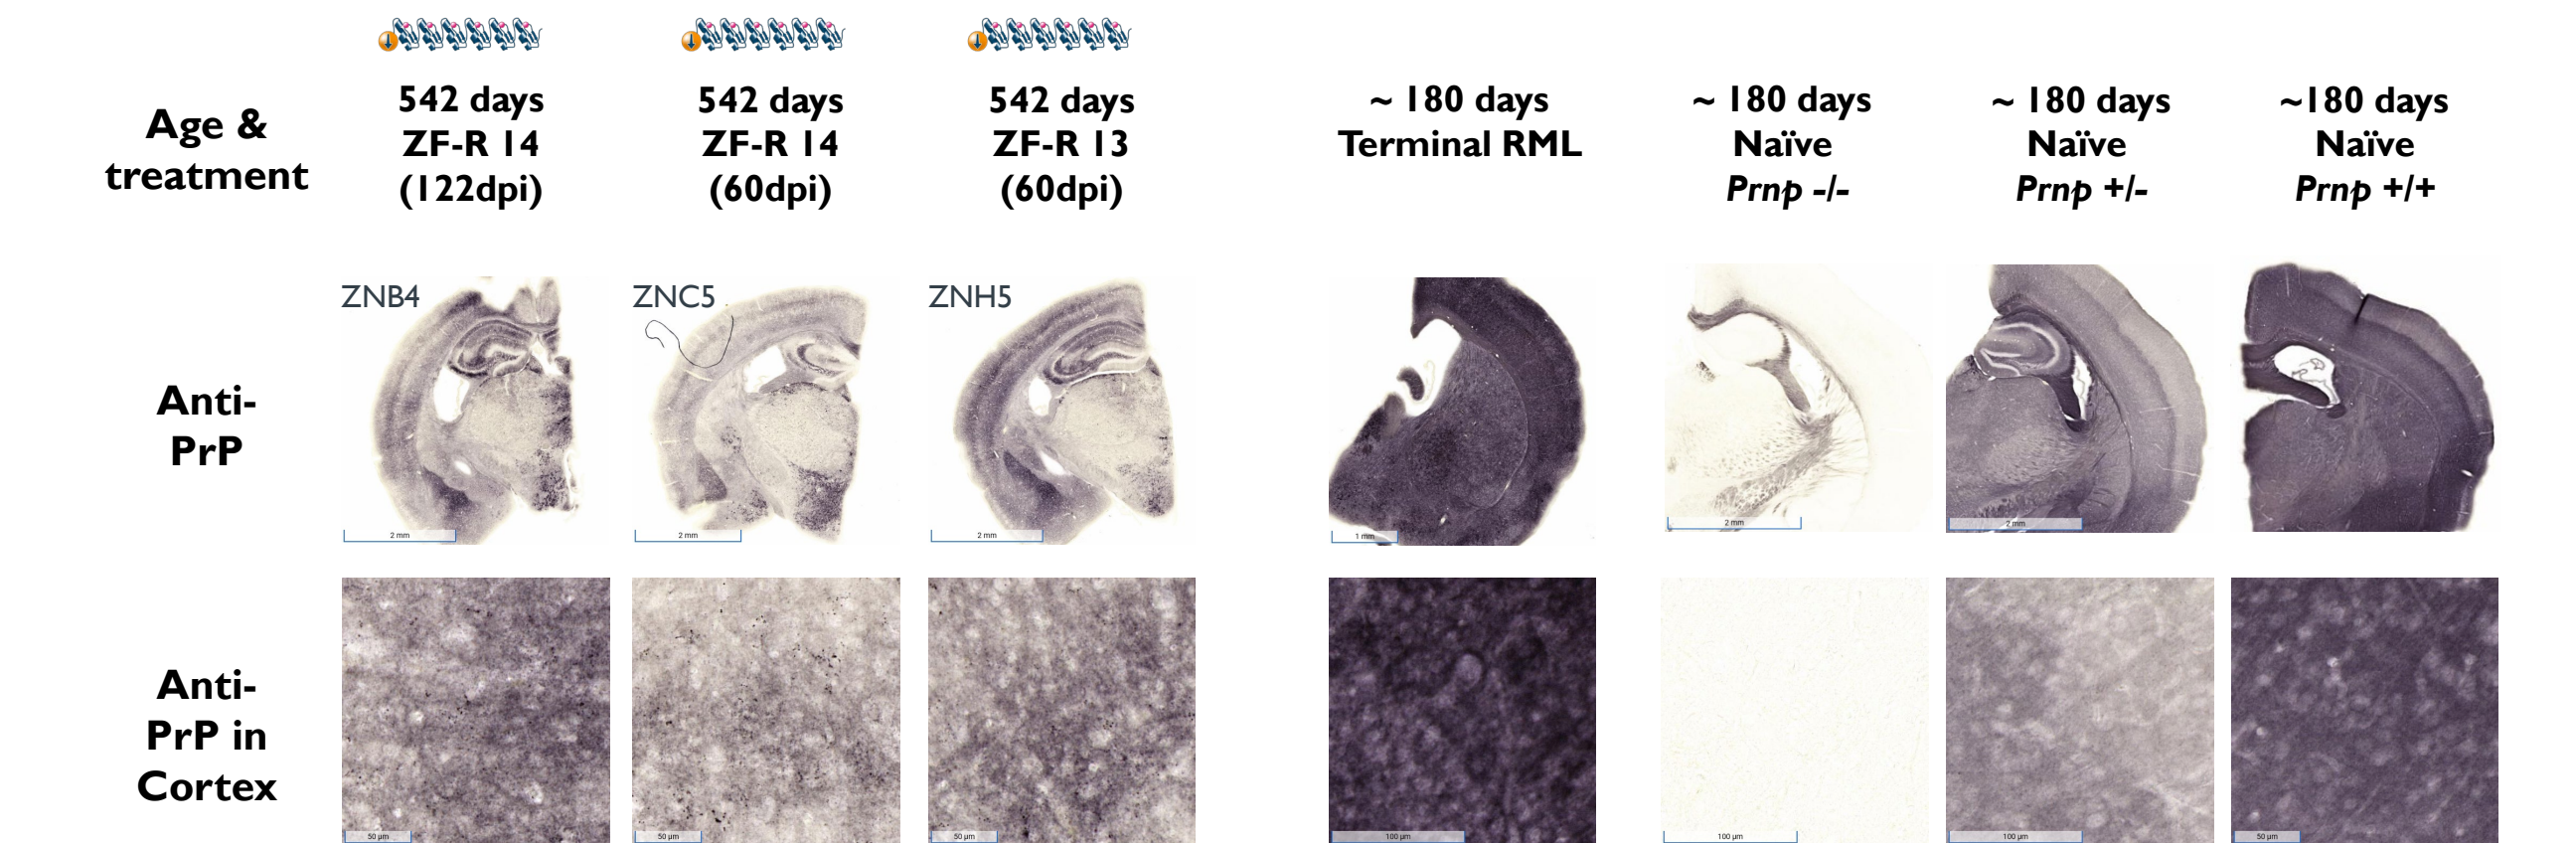 Age &
treatment
542 days
ZF-R 14
(122dpi)
542 days
ZF-R 14
(60dpi)
542 days
ZF-R 13
(60dpi)
~ 180 days
Terminal RML
~ 180 days
Naïve
Prnp -/-
~ 180 days
Naïve
Prnp +/-
~180 days
Naïve
Prnp +/+
Anti-
PrP
ZNB4
2 mm
ZNC5
2 mm
ZNH5
2 mm
1 mm
2 mm
2 mm
Anti-
PrP in
Cortex
50 µm
50 µm
50 µm
100 µm
100 µm
100 µm
50 µm